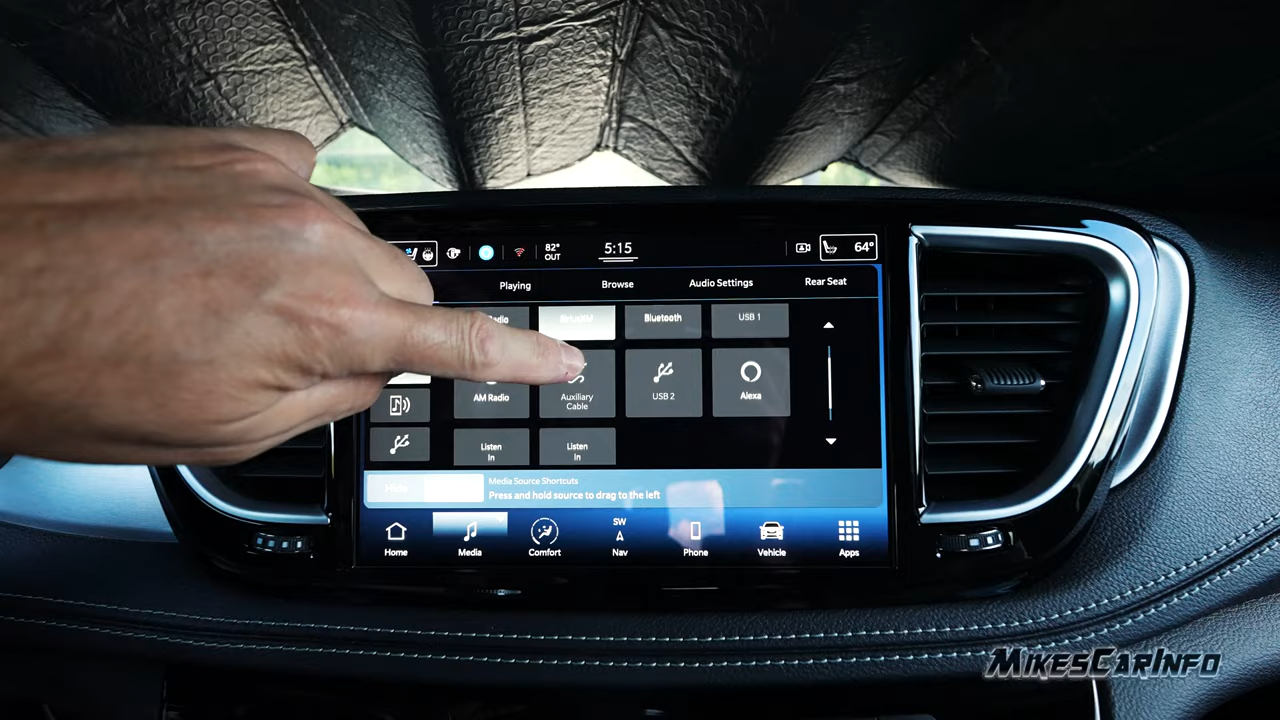 82°
OUT
5:15
64°
Playing
Browse
Audio Settings
Rear Seat
SiriusXM
Bluetooth
USB 1
AM Radio
Auxiliary
Cable
USB 2
Alexa
Listen
In
Listen
In
Hide
Media Source Shortcuts
Press and hold source to drag to the left
SW
Home
Media
Comfort
Nav
Phone
Vehicle
Apps
MIKESCARINFO